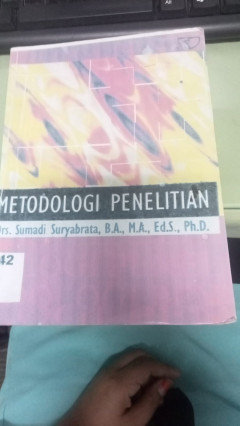 METODOLOGI PENELITIAN
Drs. Sumadi Suryabrata, B.A., M.A., Ed.S., Ph.D.
42